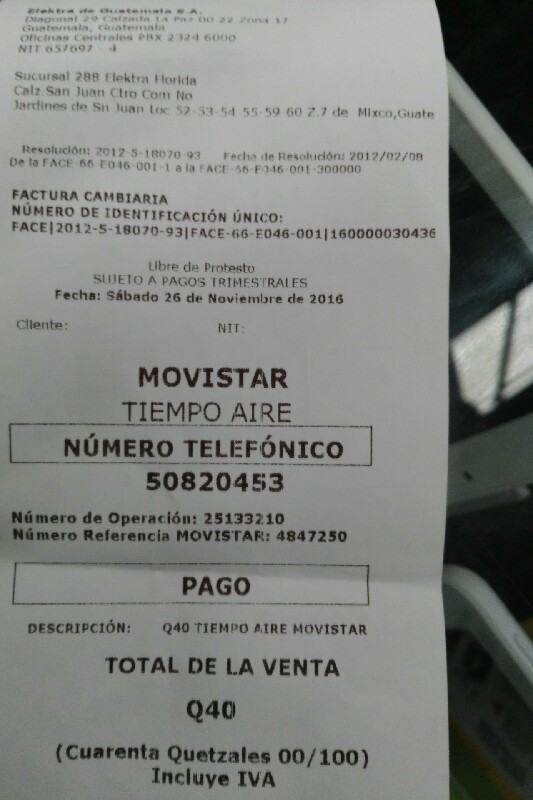 Elektra de Guatemala S.A.
Diagonal 29 Calzada La Paz 00 22 Zona 17
Guatemala, Guatemala
Oficinas Centrales PBX 2324 6000
NIT 657697 - 4
Sucursal 288 Elektra Florida
Calz.San Juan Ctro Com No
Jardines de Sn Juan Loc 52-53-54 55-59-60 Z.7 de Mixco,Guate
Resolución: 2012-5-18070-93 Fecha de Resolución: 2012/02/08
De la FACE-66-E046-001-1 a la FACE-66-E046-001-300000
FACTURA CAMBIARIA
NÚMERO DE IDENTIFICACIÓN ÚNICO:
FACE|2012-5-18070-93|FACE-66-E046-001|160000030436
Libre de Protesto
SUJETO A PAGOS TRIMESTRALES
Fecha: Sábado 26 de Noviembre de 2016
Cliente: NIT:
MOVISTAR
TIEMPO AIRE
NÚMERO TELEFÓNICO
50820453
Número de Operación: 25133210
Número Referencia MOVISTAR: 4847250
PAGO
DESCRIPCIÓN: Q40 TIEMPO AIRE MOVISTAR
TOTAL DE LA VENTA
Q40
(Cuarenta Quetzales 00/100)
Incluye IVA